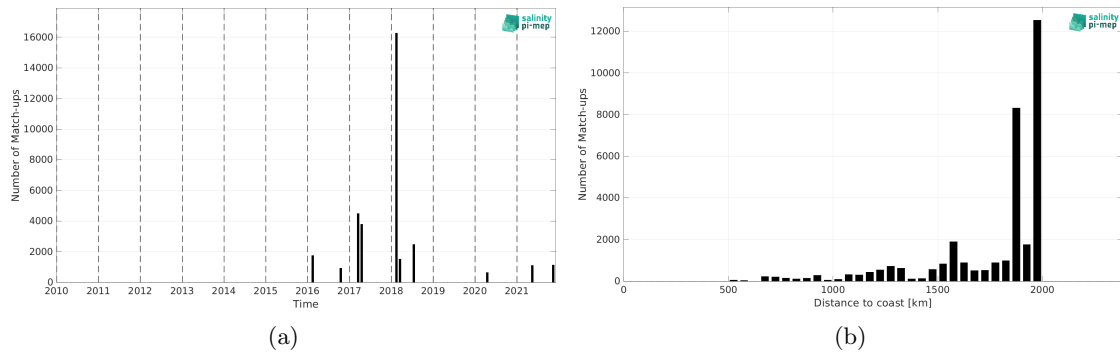 salinity
pi-mep
Number of Match-ups
16000
14000
12000
10000
8000
6000
4000
2000
0
2010 2011 2012 2013 2014 2015 2016 2017 2018 2019 2020 2021
Time
(a)
salinity
pi-mep
Number of Match-ups
12000
10000
8000
6000
4000
2000
0
0 500 1000 1500 2000
Distance to coast [km]
(b)